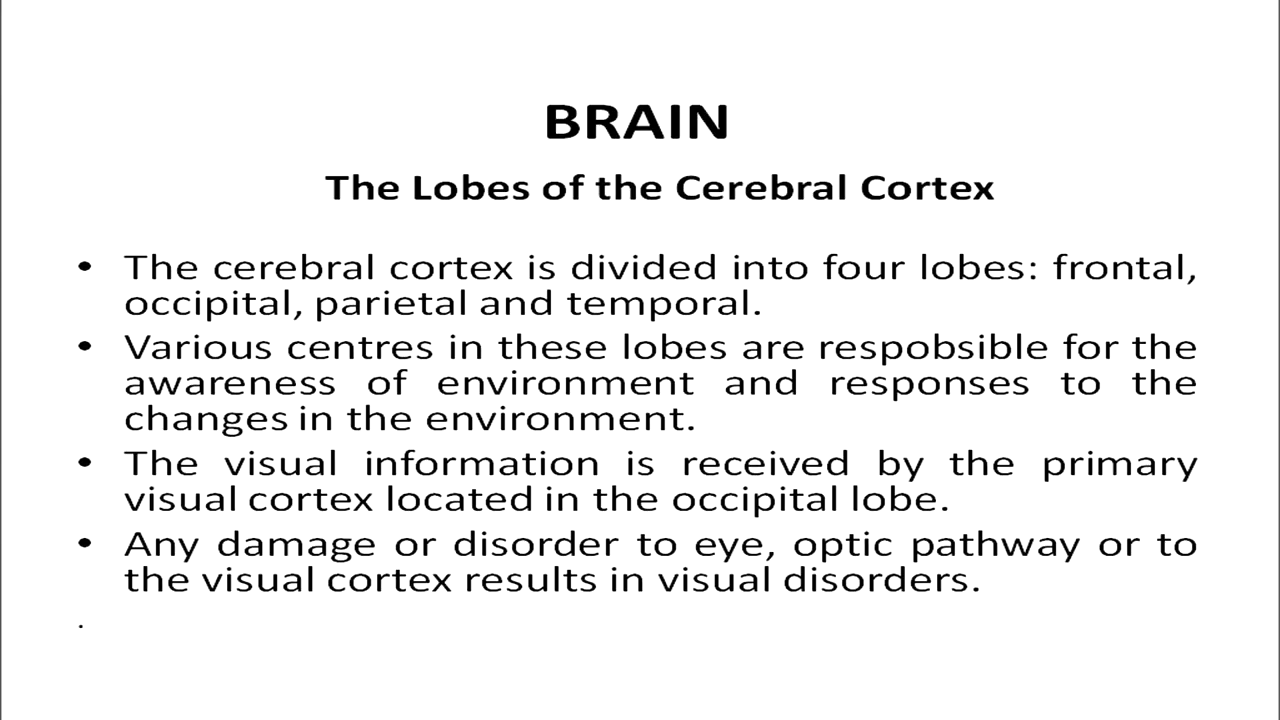 BRAIN
The Lobes of the Cerebral Cortex
• The cerebral cortex is divided into four lobes: frontal,
occipital, parietal and temporal.
• Various centres in these lobes are respobsible for the
awareness of environment and responses to the
changes in the environment.
• The visual information is received by the primary
visual cortex located in the occipital lobe.
• Any damage or disorder to eye, optic pathway or to
the visual cortex results in visual disorders.
.